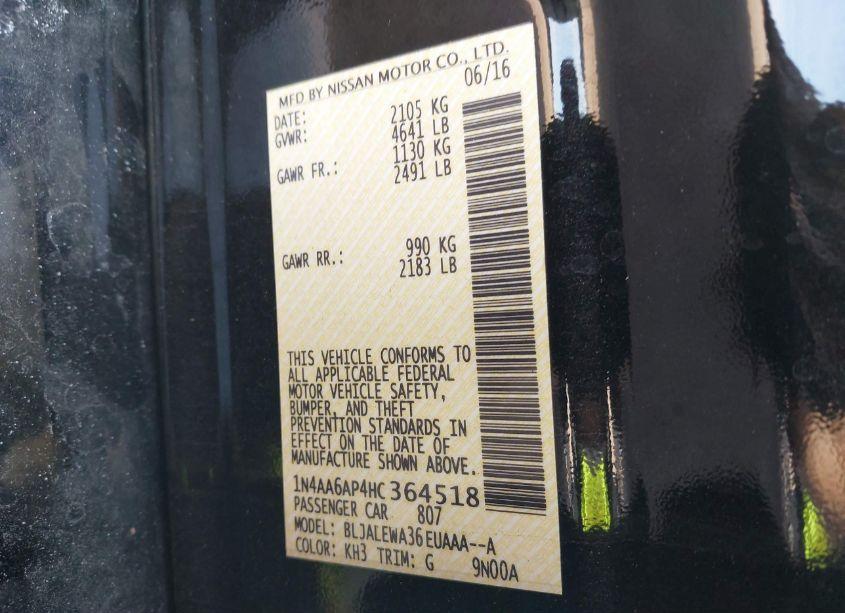 MFD BY NISSAN MOTOR CO., LTD.
DATE: 06/16
GVWR: 2105 KG
4641 LB
GAWR FR.: 1130 KG
2491 LB
GAWR RR.: 990 KG
2183 LB
THIS VEHICLE CONFORMS TO
ALL APPLICABLE FEDERAL
MOTOR VEHICLE SAFETY,
BUMPER, AND THEFT
PREVENTION STANDARDS IN
EFFECT ON THE DATE OF
MANUFACTURE SHOWN ABOVE.
1N4AA6AP4HC364518
PASSENGER CAR 807
MODEL: BLJALEWA36EUAAA--A
COLOR: KH3 TRIM: G 9N00A